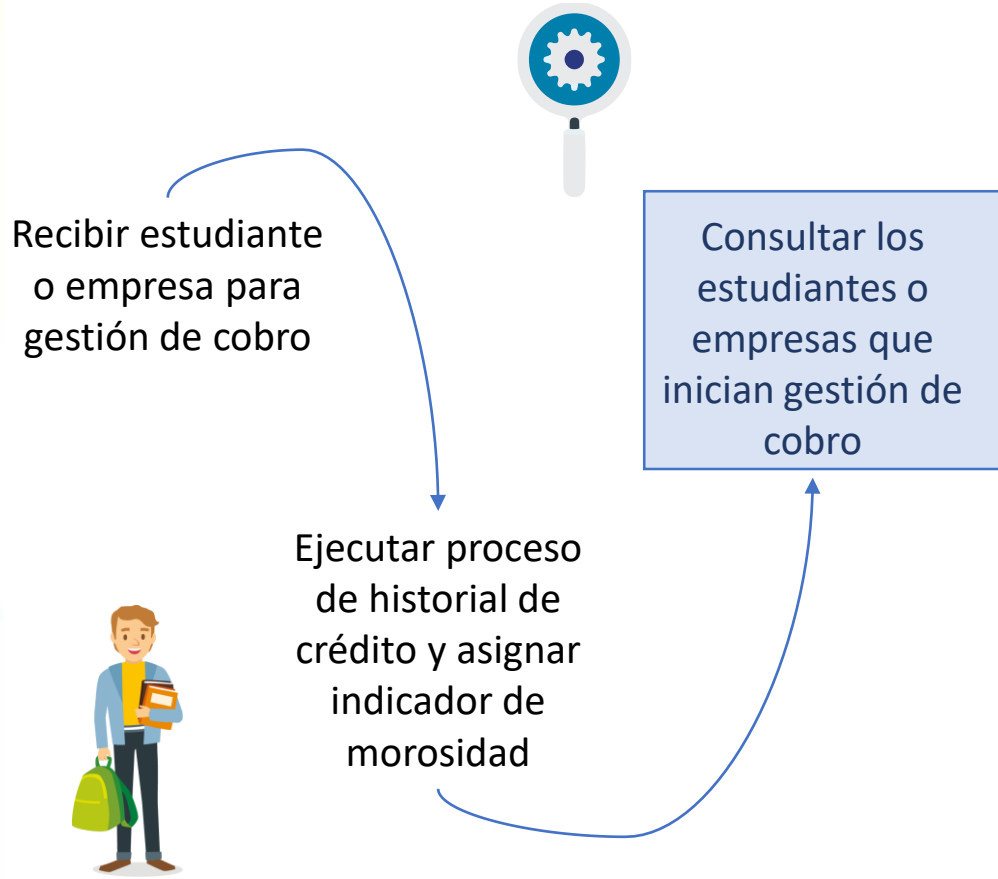 Recibir estudiante
o empresa para
gestión de cobro
Ejecutar proceso
de historial de
crédito y asignar
indicador de
morosidad
Consultar los
estudiantes o
empresas que
inician gestión de
cobro